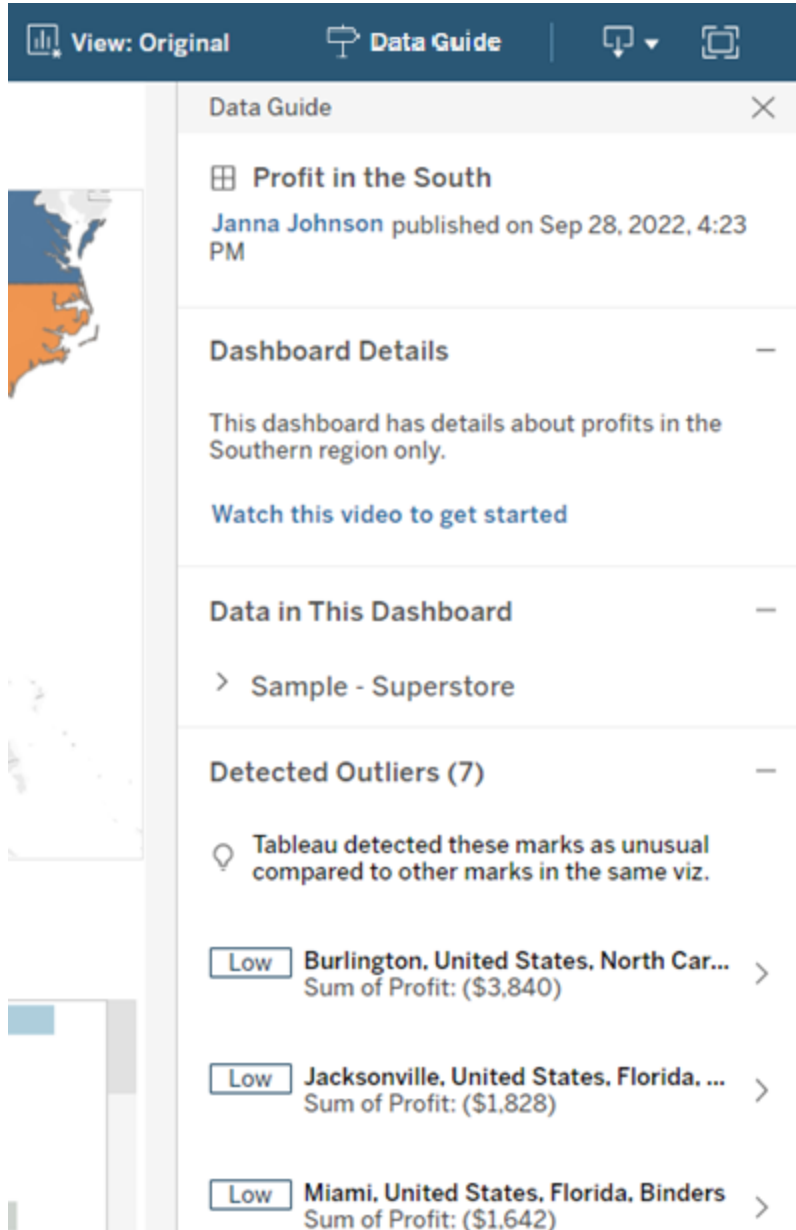 View: Original
Data Guide
Data Guide
Profit in the South
Janna Johnson published on Sep 28, 2022, 4:23
PM
Dashboard Details
This dashboard has details about profits in the
Southern region only.
Watch this video to get started
Data in This Dashboard
Sample - Superstore
Detected Outliers (7)
Tableau detected these marks as unusual
compared to other marks in the same viz.
Low
Burlington, United States, North Car...
Sum of Profit: ($3,840)
Low
Jacksonville, United States, Florida, ...
Sum of Profit: ($1,828)
Low
Miami, United States, Florida, Binders
Sum of Profit: ($1,642)